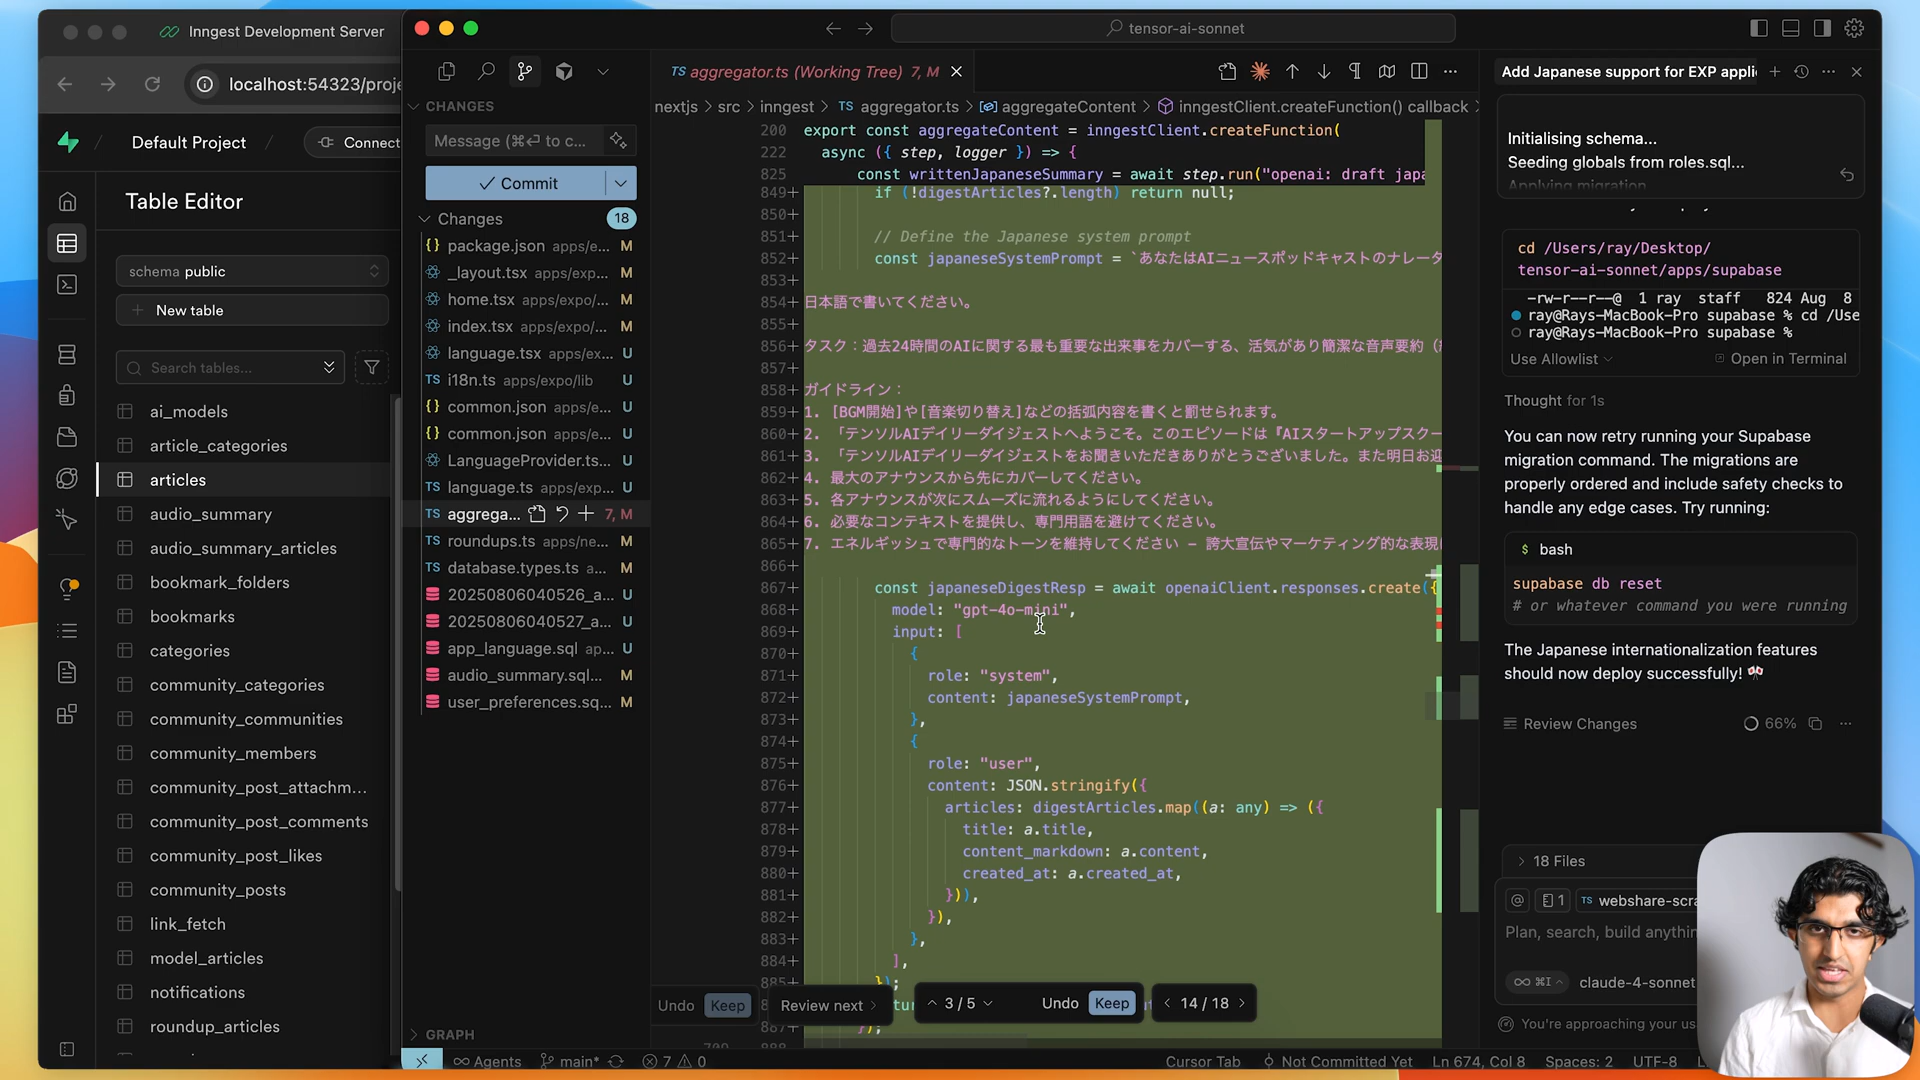 Inngest Development Server
localhost:54323/proje
Default Project
Connect
Table Editor
schema public
New table
Search tables...
ai_models
article_categories
articles
audio_summary
audio_summary_articles
bookmark_folders
bookmarks
categories
community_categories
community_communities
community_members
community_post_attachm...
community_post_comments
community_post_likes
community_posts
link_fetch
model_articles
notifications
roundup_articles
tensor-ai-sonnet
CHANGES
Message (⌘⏎ to c...
Commit
Changes 18
package.json apps/e... M
_layout.tsx apps/exp... M
home.tsx apps/expo/... M
index.tsx apps/expo/... M
language.tsx apps/ex... U
i18n.ts apps/expo/lib U
common.json apps/e... U
common.json apps/e... U
LanguageProvider.ts... U
language.ts apps/exp... U
TS aggrega... 7, M
TS roundups.ts apps/ne... M
TS database.types.ts a... M
20250806040526_a... U
20250806040527_a... U
app_language.sql ap... U
audio_summary.sql... M
user_preferences.sq... M
GRAPH
TS aggregator.ts (Working Tree) 7, M
nextjs > src > inngest > TS aggregator.ts > aggregateContent > inngestClient.createFunction() callback >
200 export const aggregateContent = inngestClient.createFunction(
222 async ({ step, logger }) => {
825 const writtenJapaneseSummary = await step.run("openai: draft japa
849+ if (!digestArticles?.length) return null;
850+
851+ // Define the Japanese system prompt
852+ const japaneseSystemPrompt = `あなたはAIニュースポッドキャストのナレータ
853+
854+ 日本語で書いてください。
855+
856+ タスク：過去24時間のAIに関する最も重要な出来事をカバーする、活気があり簡潔な音声要約（
857+
858+ ガイドライン：
859+ 1. [BGM開始]や[音楽切り替え]などの括弧内容を書くと罰せられます。
860+ 2. 「テンソルAIデイリーダイジェストへようこそ。このエピソードは『AIスタートアップスクー
861+ 3. 「テンソルAIデイリーダイジェストをお聞きいただきありがとうございました。また明日お迎
862+ 4. 最大のアナウンスから先にカバーしてください。
863+ 5. 各アナウンスが次にスムーズに流れるようにしてください。
864+ 6. 必要なコンテキストを提供し、専門用語を避けてください。
865+ 7. エネルギッシュで専門的なトーンを維持してください – 誇大宣伝やマーケティング的な表現
866+
867+ const japaneseDigestResp = await openaiClient.responses.create({
868+ model: "gpt-4o-mini",
869+ input: [
870+ {
871+ role: "system",
872+ content: japaneseSystemPrompt,
873+ },
874+ {
875+ role: "user",
876+ content: JSON.stringify({
877+ articles: digestArticles.map((a: any) => ({
878+ title: a.title,
879+ content_markdown: a.content,
880+ created_at: a.created_at,
881+ })),
882+ }),
883+ },
884+ ],
885+ });
887+ });
Undo Keep Review next > 3 / 5 Undo Keep < 14 / 18 >
Add Japanese support for EXP appli
Initialising schema...
Seeding globals from roles.sql...
Applying migration
cd /Users/ray/Desktop/
tensor-ai-sonnet/apps/supabase
-rw-r--r--@ 1 ray staff 824 Aug 8
ray@Rays-MacBook-Pro supabase % cd /Use
ray@Rays-MacBook-Pro supabase %
Use Allowlist Open in Terminal
Thought for 1s
You can now retry running your Supabase
migration command. The migrations are
properly ordered and include safety checks to
handle any edge cases. Try running:
$ bash
supabase db reset
# or whatever command you were running
The Japanese internationalization features
should now deploy successfully! 🎌
Review Changes 66%
> 18 Files
@ 1 TS webshare-scra
Plan, search, build anythin
∞ ⌘I claude-4-sonnet
You're approaching your us
Agents main* 7 0
Cursor Tab Not Committed Yet Ln 674, Col 8 Spaces: 2 UTF-8